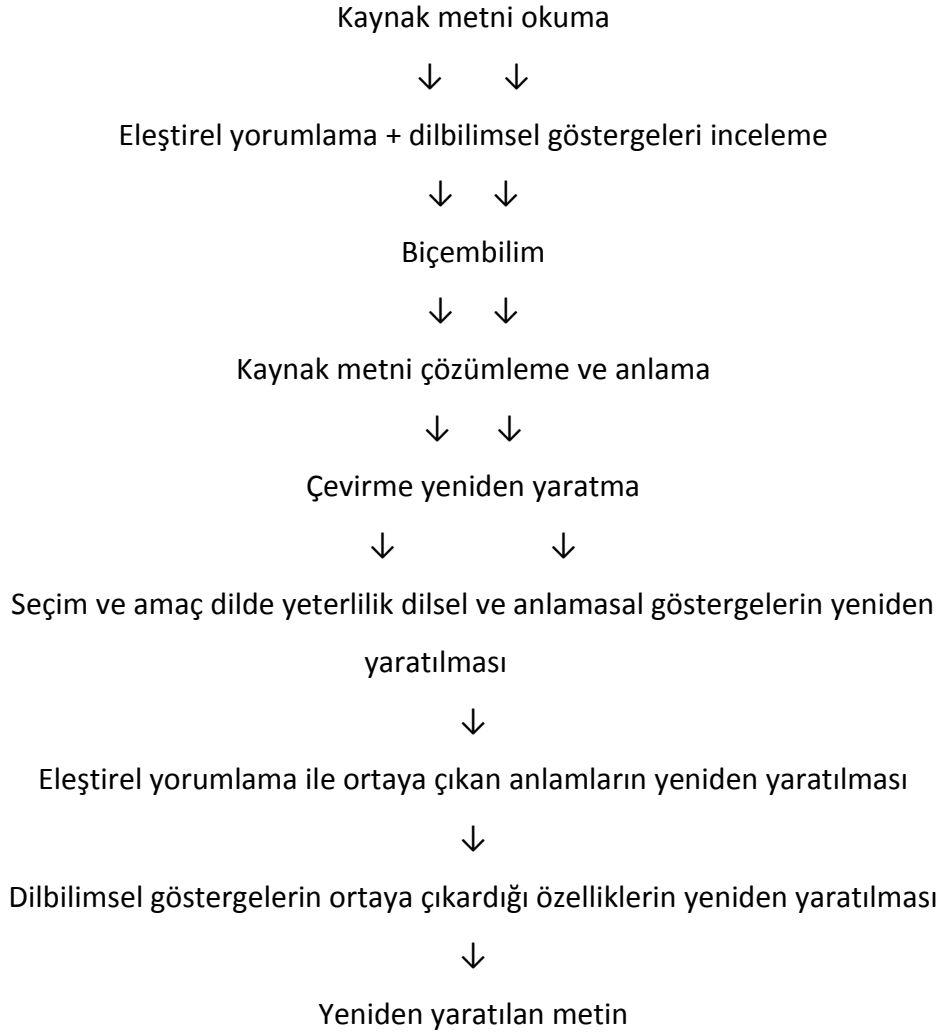 Kaynak metni okuma
↓ ↓
Eleştirel yorumlama + dilbilimsel göstergeleri inceleme
↓ ↓
Biçembilim
↓ ↓
Kaynak metni çözümleme ve anlama
↓ ↓
Çevirme yeniden yaratma
↓ ↓
Seçim ve amaç dilde yeterlilik dilsel ve anlamasal göstergelerin yeniden
yaratılması
↓
Eleştirel yorumlama ile ortaya çıkan anlamların yeniden yaratılması
↓
Dilbilimsel göstergelerin ortaya çıkardığı özelliklerin yeniden yaratılması
↓
Yeniden yaratılan metin